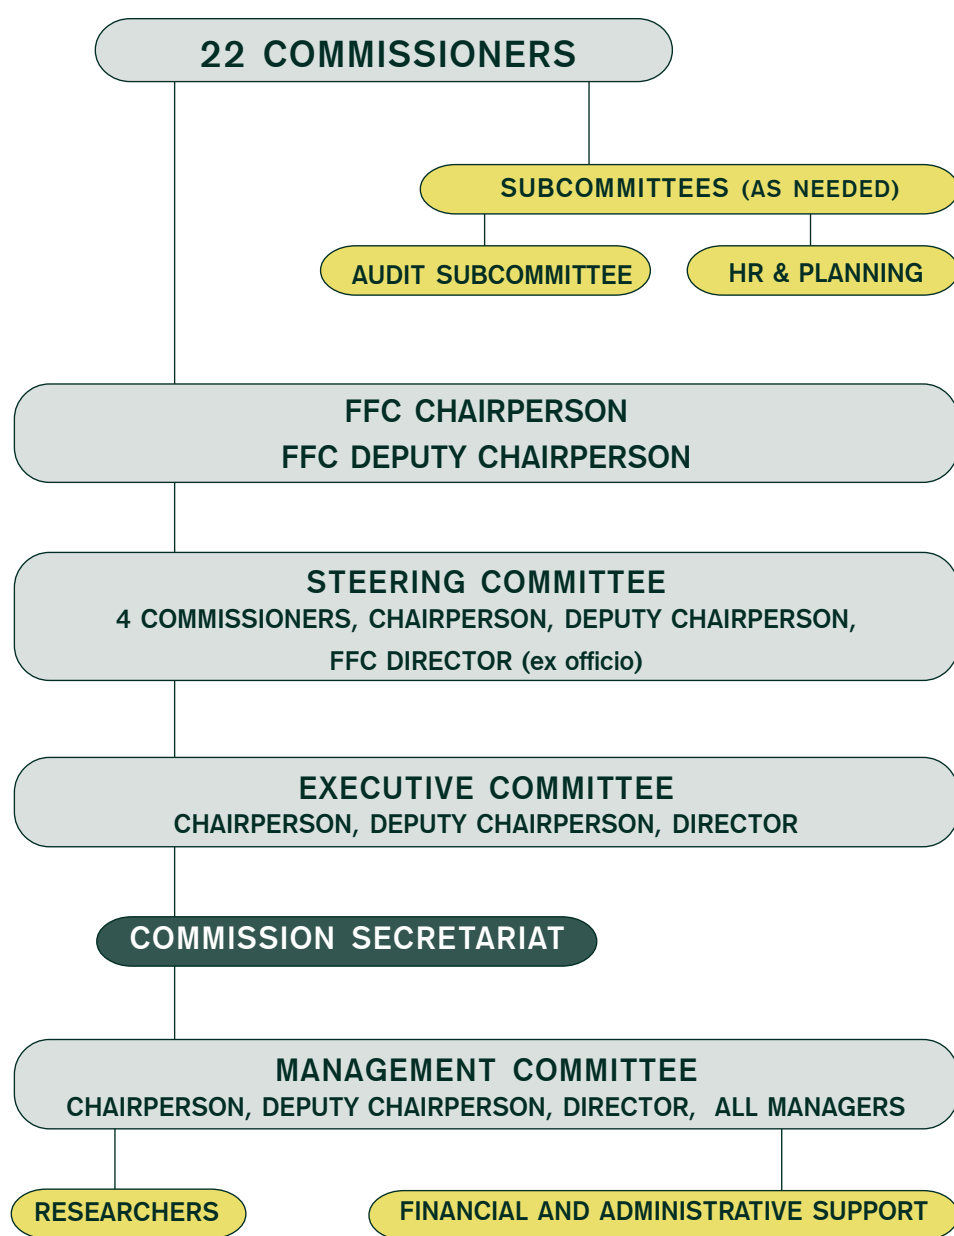 22 COMMISSIONERS
SUBCOMMITTEES (AS NEEDED)
AUDIT SUBCOMMITTEE
HR & PLANNING
FFC CHAIRPERSON
FFC DEPUTY CHAIRPERSON
STEERING COMMITTEE
4 COMMISSIONERS, CHAIRPERSON, DEPUTY CHAIRPERSON,
FFC DIRECTOR (ex officio)
EXECUTIVE COMMITTEE
CHAIRPERSON, DEPUTY CHAIRPERSON, DIRECTOR
COMMISSION SECRETARIAT
MANAGEMENT COMMITTEE
CHAIRPERSON, DEPUTY CHAIRPERSON, DIRECTOR, ALL MANAGERS
RESEARCHERS
FINANCIAL AND ADMINISTRATIVE SUPPORT